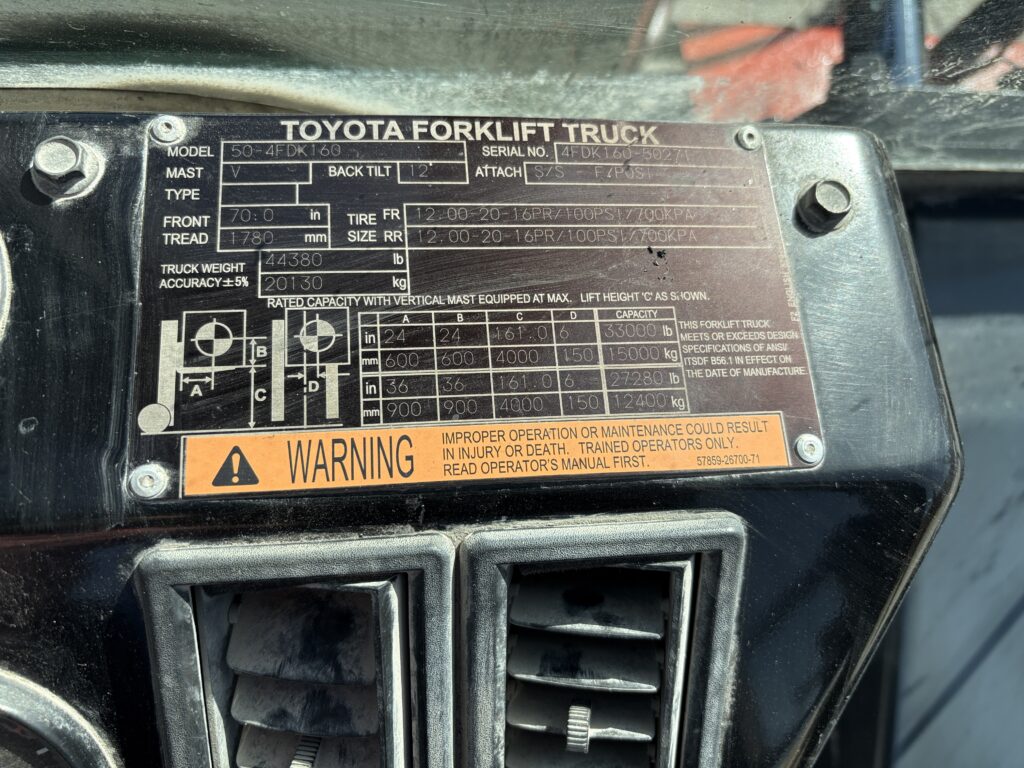 TOYOTA FORKLIFT TRUCK
MODEL 50-4FDK160 SERIAL NO. 4FDK160-50271
MAST V BACK TILT 12° ATTACH S/S F/POST
TYPE
FRONT TREAD 70.0 in TIRE SIZE FR 12.00-20-16PR/100PSI/700KPA
1780 mm RR 12.00-20-16PR/100PSI/700KPA
TRUCK WEIGHT 44380 lb
ACCURACY±5% 20130 kg
RATED CAPACITY WITH VERTICAL MAST EQUIPPED AT MAX. LIFT HEIGHT 'C' AS SHOWN.
A B C D CAPACITY
in 24 24 161.0 6 33000 lb
mm 600 600 4000 150 15000 kg
in 36 36 161.0 6 27280 lb
mm 900 900 4000 150 12400 kg
A B C D
THIS FORKLIFT TRUCK
MEETS OR EXCEEDS DESIGN
SPECIFICATIONS OF ANSI/
ITSDF B56.1 IN EFFECT ON
THE DATE OF MANUFACTURE.
WARNING
IMPROPER OPERATION OR MAINTENANCE COULD RESULT
IN INJURY OR DEATH. TRAINED OPERATORS ONLY.
READ OPERATOR'S MANUAL FIRST. 57859-26700-71